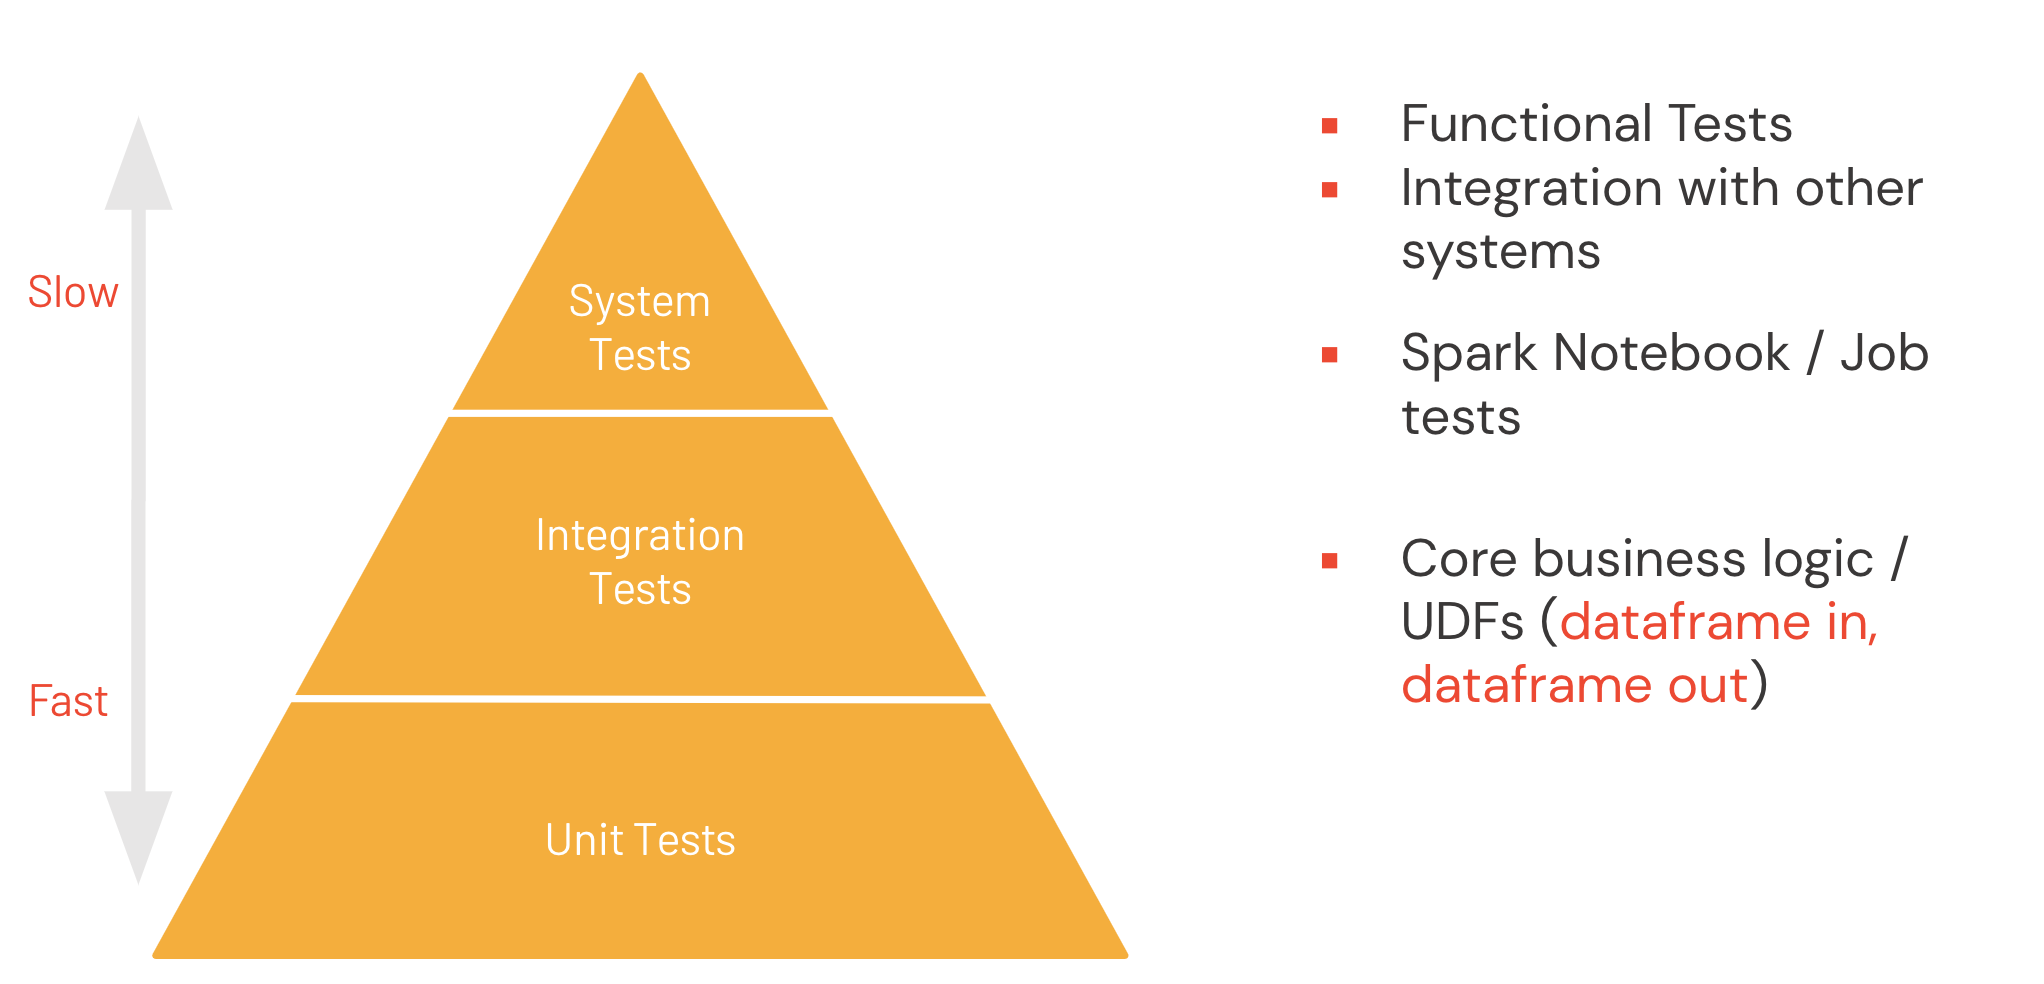 Slow
Fast
System
Tests
Integration
Tests
Unit Tests
Functional Tests
Integration with other
systems
Spark Notebook / Job
tests
Core business logic /
UDFs (dataframe in,
dataframe out)